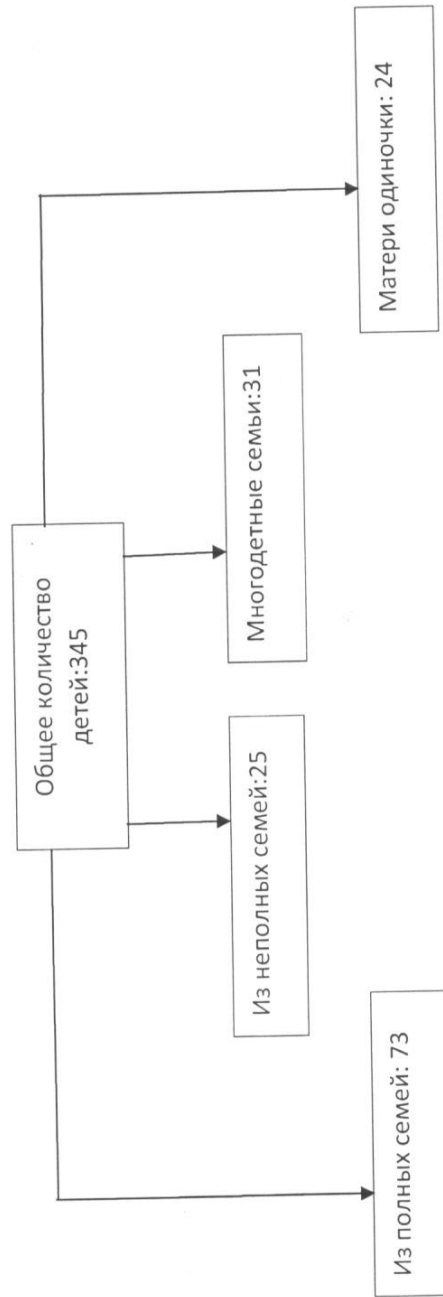 Общее количество
детей:345
Из полных семей: 73
Из неполных семей:25
Многодетные семьи:31
Матери одиночки: 24